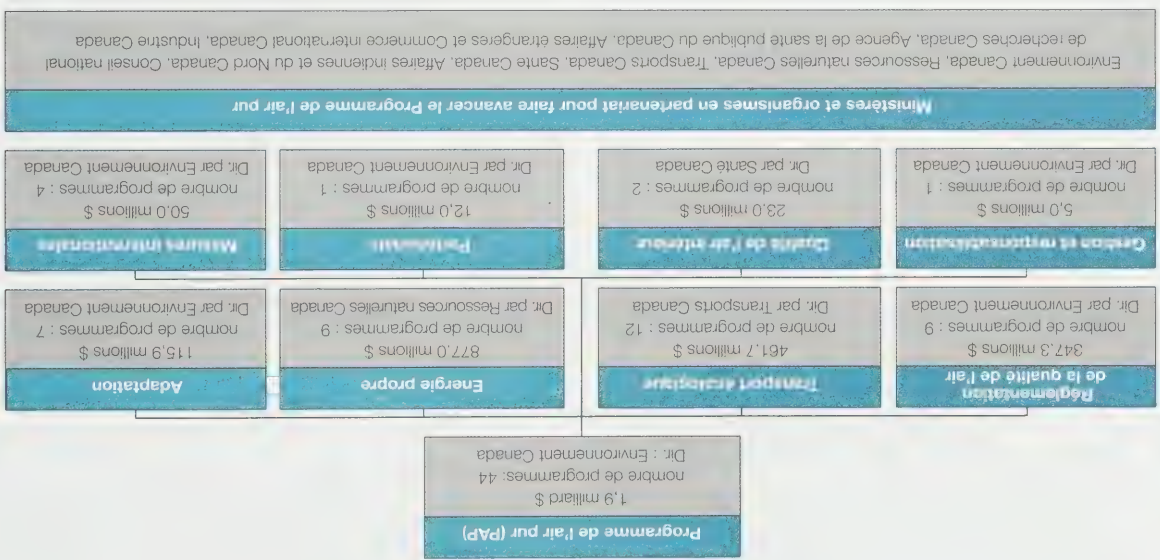 Programme de l'air pur (PAP)
1,9 milliard $
nombre de programmes: 44
Dir. : Environnement Canada
Réglementation
de la qualité de l'air
347.3 millions $
nombre de programmes : 9
Dir. par Environnement Canada
Transport écologique
461.7 millions $
nombre de programmes : 12
Dir. par Transports Canada
Energie propre
877.0 millions $
nombre de programmes : 9
Dir. par Ressources naturelles Canada
Adaptation
115,9 millions $
nombre de programmes : 7
Dir. par Environnement Canada
Gestion et responsabilisation
5,0 millions $
nombre de programmes : 1
Dir. par Environnement Canada
Qualité de l'air intérieur
23.0 millions $
nombre de programmes : 2
Dir. par Santé Canada
Partenariats
12,0 millions $
nombre de programmes : 1
Dir. par Environnement Canada
Mesures internationales
50.0 millions $
nombre de programmes : 4
Dir. par Environnement Canada
Ministères et organismes en partenariat pour faire avancer le Programme de l'air pur
Environnement Canada, Ressources naturelles Canada. Transports Canada. Sante Canada. Affaires indiennes et du Nord Canada. Conseil national
de recherches Canada, Agence de la sante publique du Canada. Affaires étrangères et Commerce international Canada, Industrie Canada